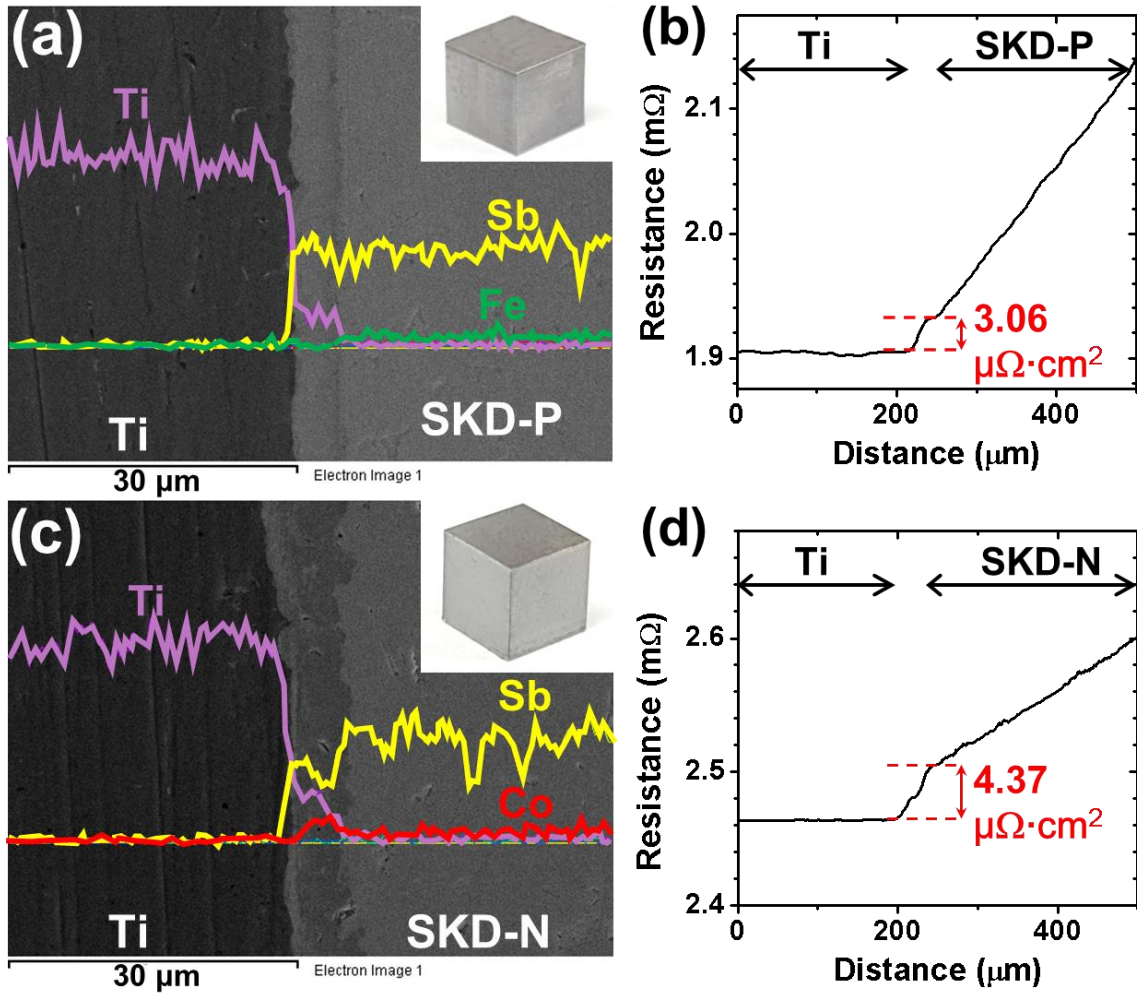 (a)
Ti
Sb
Fe
Ti
SKD-P
30 μm
Electron Image 1
(b)
Ti
SKD-P
Resistance (mΩ)
2.1
2.0
1.9
3.06
μΩ·cm²
0
200
400
Distance (μm)
(c)
Ti
Sb
Co
Ti
SKD-N
30 μm
Electron Image 1
(d)
Ti
SKD-N
Resistance (mΩ)
2.6
2.5
2.4
4.37
μΩ·cm²
0
200
400
Distance (μm)